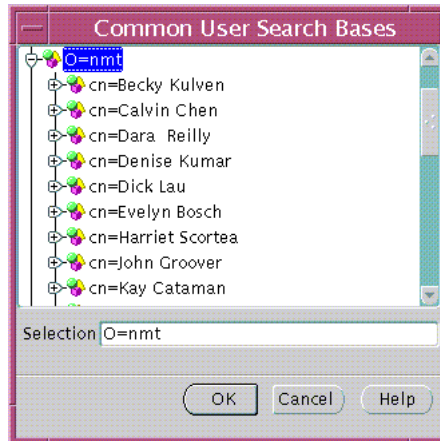 Common User Search Bases
O=nmt
cn=Becky Kulven
cn=Calvin Chen
cn=Dara Reilly
cn=Denise Kumar
cn=Dick Lau
cn=Evelyn Bosch
cn=Harriet Scortea
cn=John Groover
cn=Kay Cataman
Selection O=nmt
OK Cancel Help